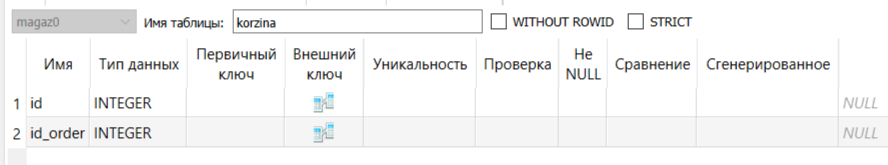 magaz0 Имя таблицы: korzina WITHOUT ROWID STRICT
Имя Тип данных Первичный ключ Внешний ключ Уникальность Проверка Не NULL Сравнение Сгенерированное
1 id INTEGER NULL
2 id_order INTEGER NULL